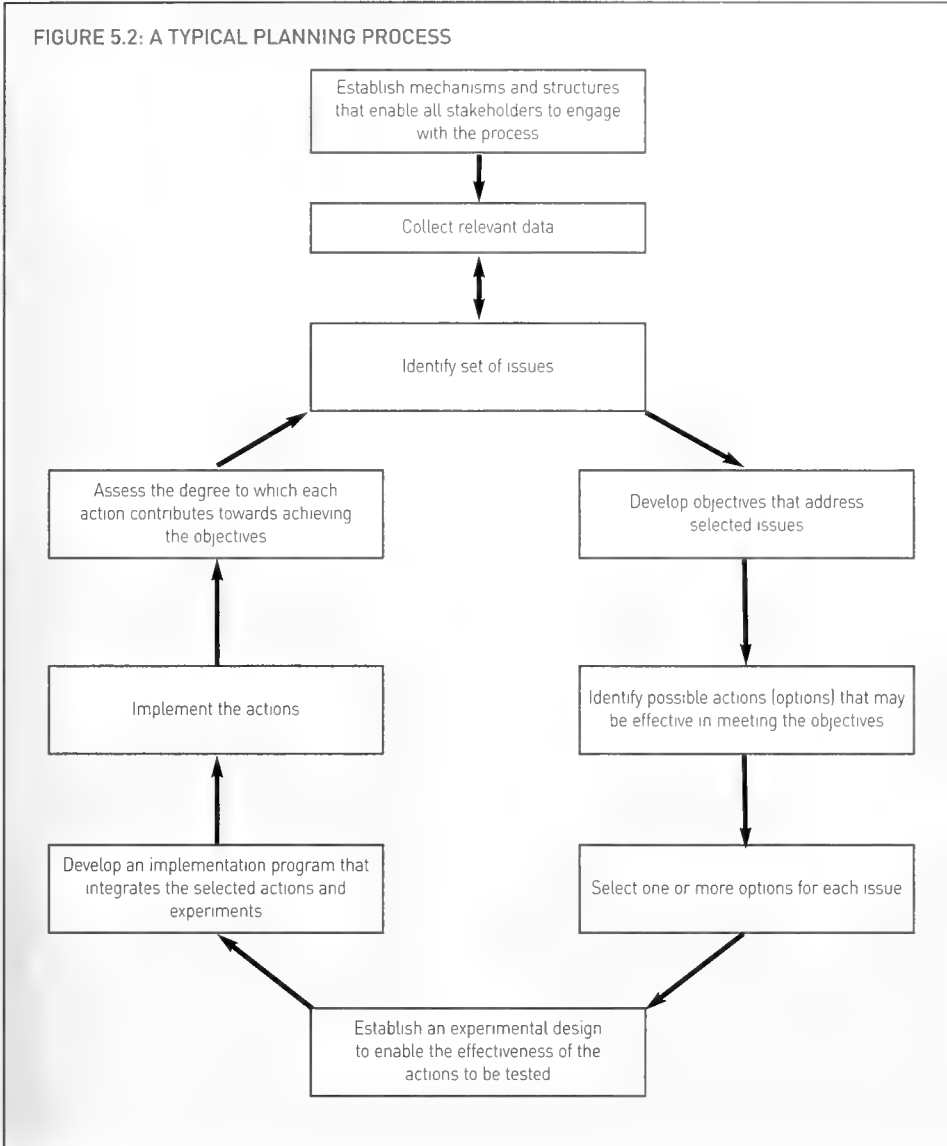 FIGURE 5.2: A TYPICAL PLANNING PROCESS
Establish mechanisms and structures
that enable all stakeholders to engage
with the process
Collect relevant data
Identify set of issues
Assess the degree to which each
action contributes towards achieving
the objectives
Develop objectives that address
selected issues
Implement the actions
Identify possible actions (options) that may
be effective in meeting the objectives
Develop an implementation program that
integrates the selected actions and
experiments
Select one or more options for each issue
Establish an experimental design
to enable the effectiveness of the
actions to be tested